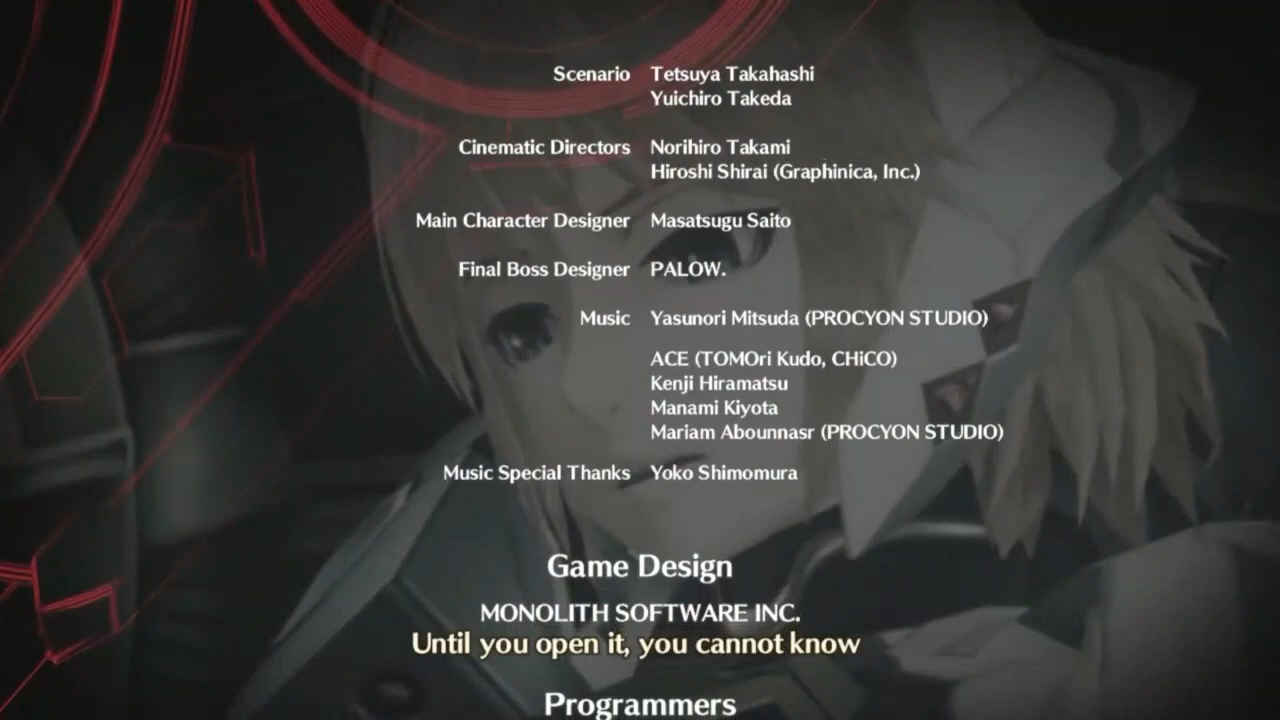 Scenario Tetsuya Takahashi
Yuichiro Takeda
Cinematic Directors Norihiro Takami
Hiroshi Shirai (Graphinica, Inc.)
Main Character Designer Masatsugu Saito
Final Boss Designer PALOW.
Music Yasunori Mitsuda (PROCYON STUDIO)
ACE (TOMOri Kudo, CHiCO)
Kenji Hiramatsu
Manami Kiyota
Mariam Abounnasr (PROCYON STUDIO)
Music Special Thanks Yoko Shimomura
Game Design
MONOLITH SOFTWARE INC.
Until you open it, you cannot know
Programmers